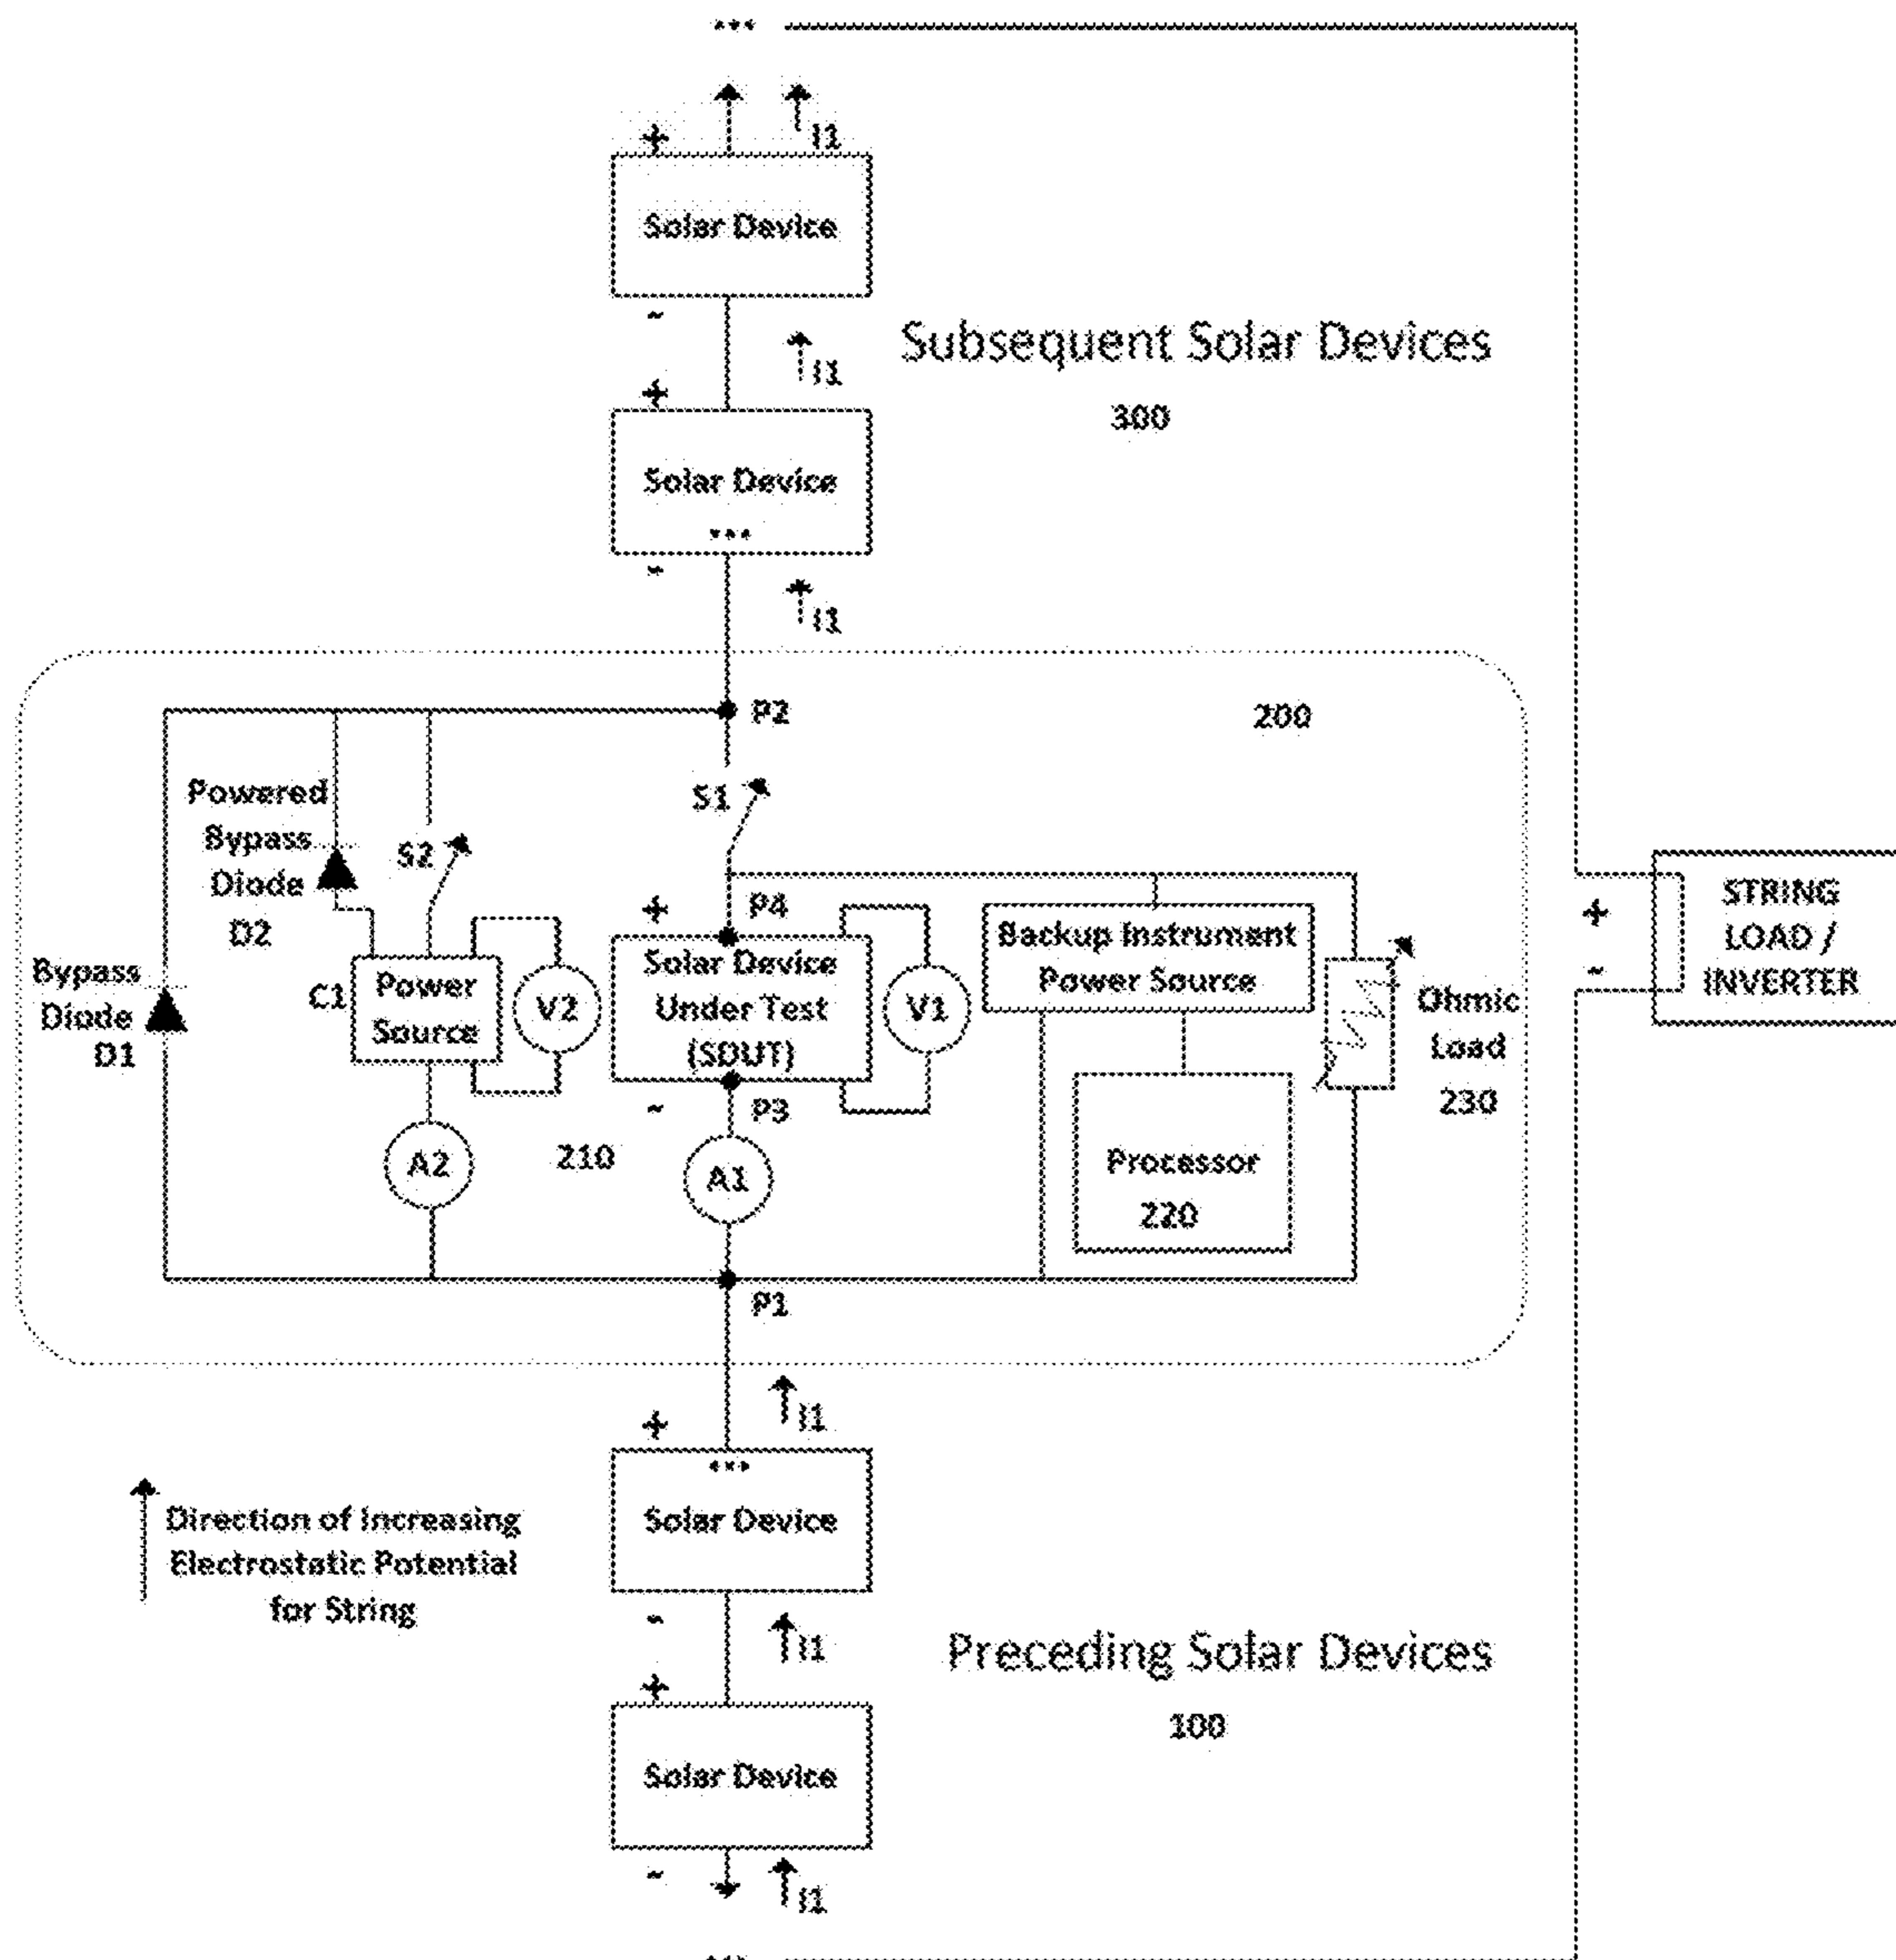 ...
I1
+
Solar Device
-
I1
Subsequent Solar Devices
300
+
Solar Device
...
-
I1
P2
200
S1
Powered
Bypass
Diode
D2
S2
P4
+
Bypass
Diode
D1
C1
Power
Source
V2
Solar Device
Under Test
(SDUT)
V1
Backup Instrument
Power Source
Ohmic
Load
230
+
-
STRING
LOAD /
INVERTER
-
P3
A2
210
A1
Processor
220
P1
I1
+
...
Solar Device
Direction of Increasing
Electrostatic Potential
for String
-
I1
Preceding Solar Devices
100
+
Solar Device
-
I1